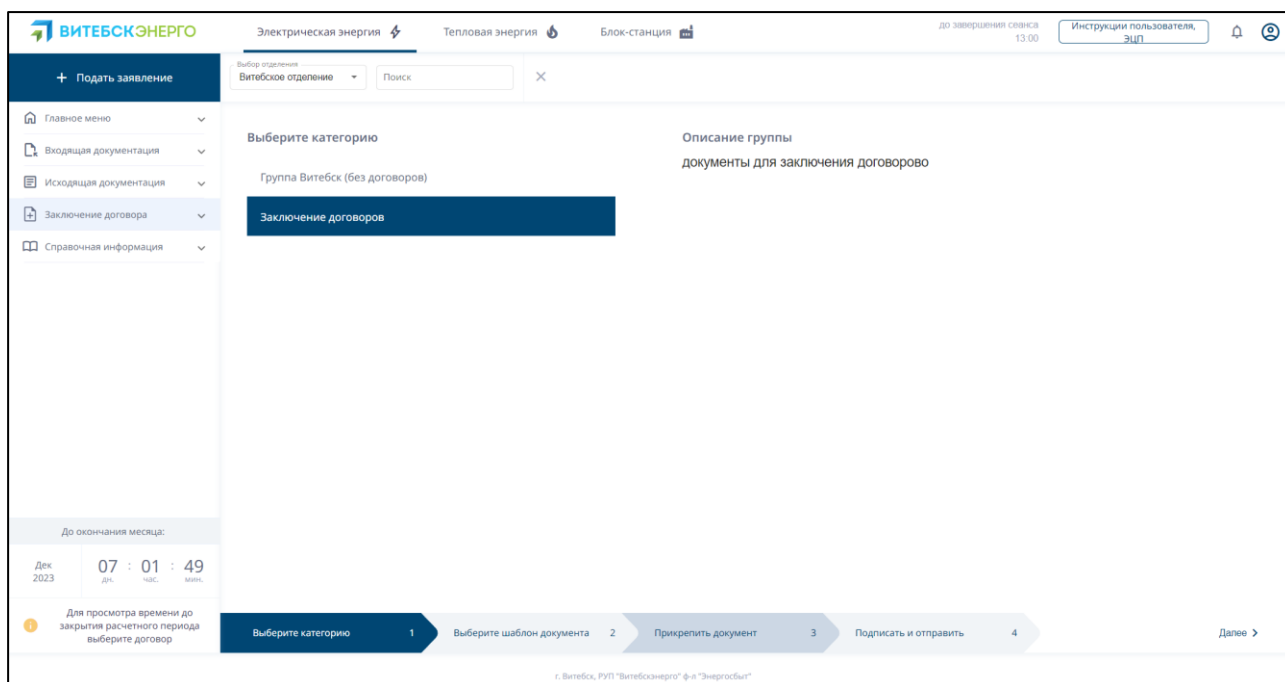 ВИТЕБСКЭНЕРГО
Электрическая энергия
Тепловая энергия
Блок-станция
до завершения сеанса
13:00
Инструкции пользователя,
ЭЦП
+ Подать заявление
Выбор отделения
Витебское отделение
Поиск
Главное меню
Входящая документация
Исходящая документация
Заключение договора
Справочная информация
Выберите категорию
Группа Витебск (без договоров)
Заключение договоров
Описание группы
документы для заключения договорово
До окончания месяца:
Дек 07 : 01 : 49
2023 дн. час. мин.
Для просмотра времени до
закрытия расчетного периода
выберите договор
Выберите категорию 1 Выберите шаблон документа 2 Прикрепить документ 3 Подписать и отправить 4 Далее >
г. Витебск, РУП "Витебскэнерго" ф-л "Энергосбыт"